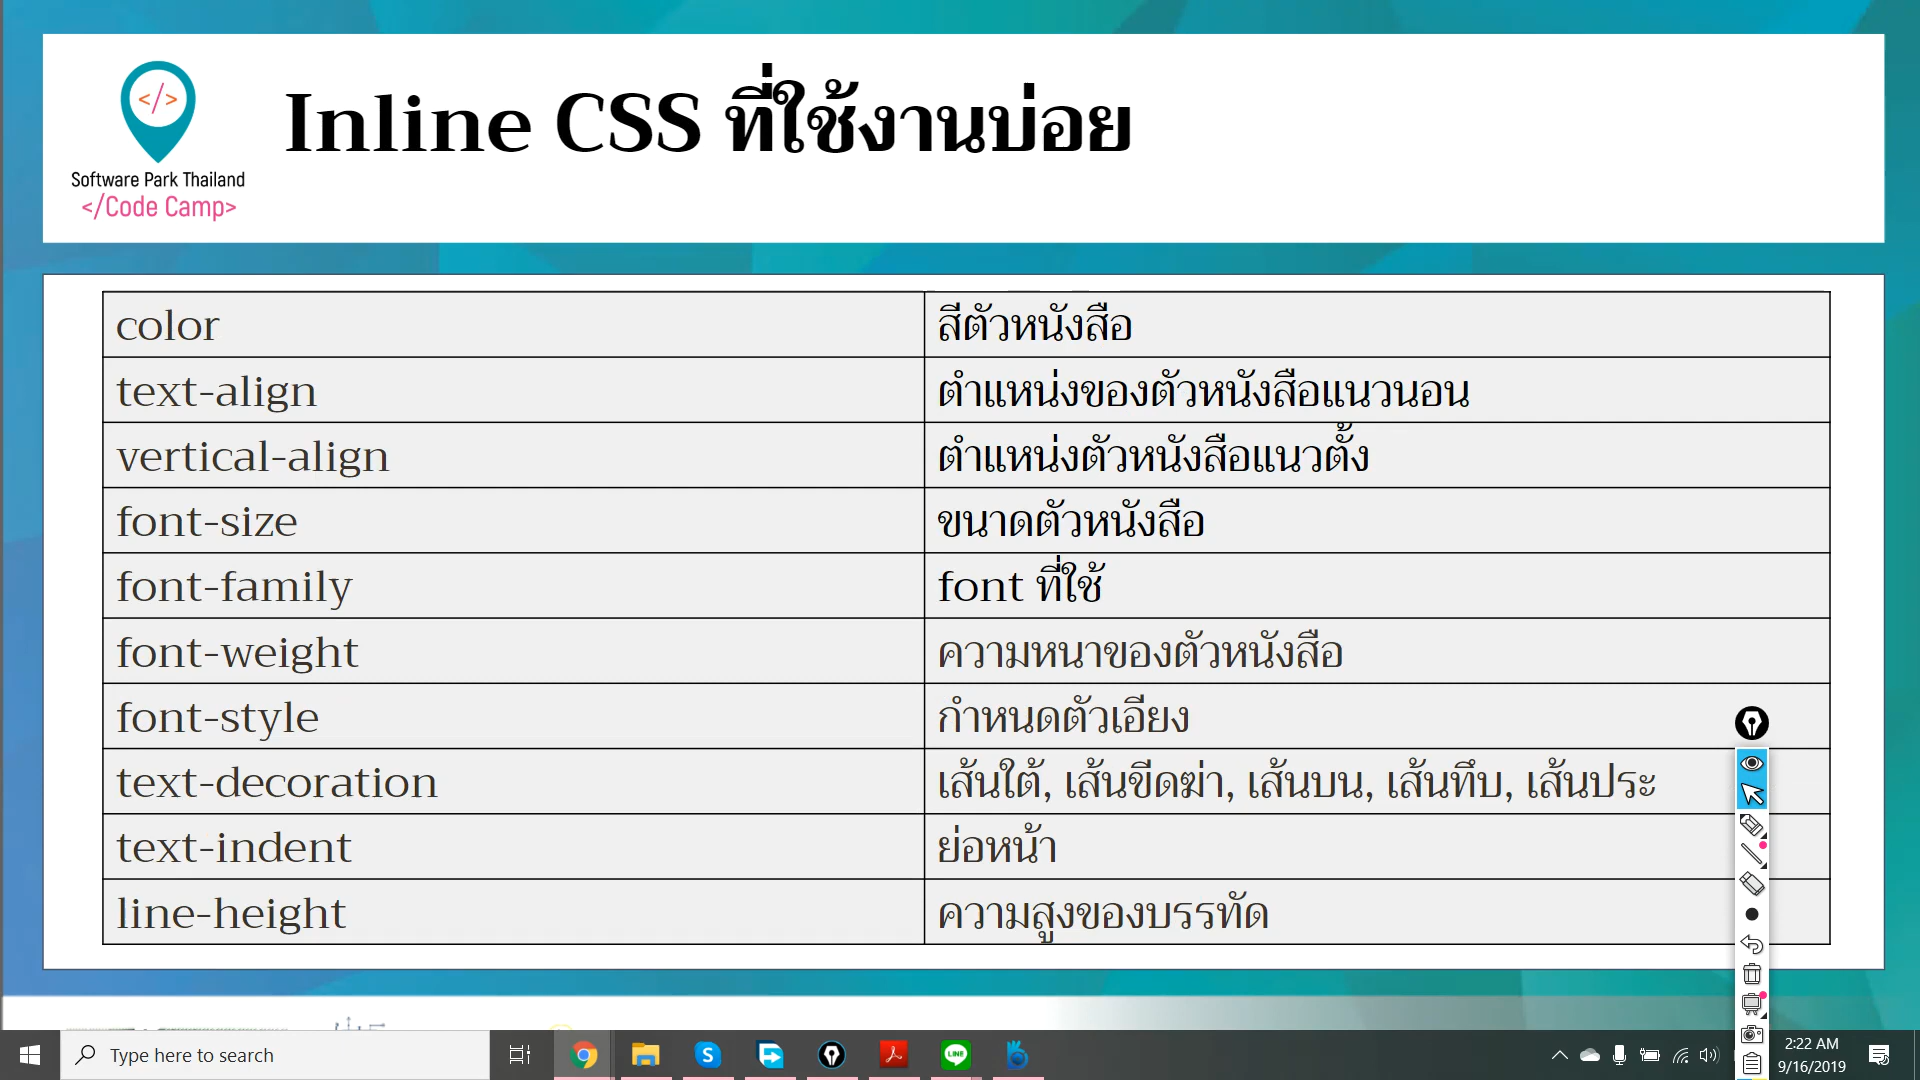 </>
Inline CSS ที่ใช้งานบ่อย
Software Park Thailand
</Code Camp>
color สีตัวหนังสือ
text-align ตำแหน่งของตัวหนังสือแนวนอน
vertical-align ตำแหน่งตัวหนังสือแนวตั้ง
font-size ขนาดตัวหนังสือ
font-family font ที่ใช้
font-weight ความหนาของตัวหนังสือ
font-style กำหนดตัวเอียง
text-decoration เส้นใต้, เส้นขีดฆ่า, เส้นบน, เส้นทึบ, เส้นประ
text-indent ย่อหน้า
line-height ความสูงของบรรทัด
Type here to search
LINE
2:22 AM
9/16/2019